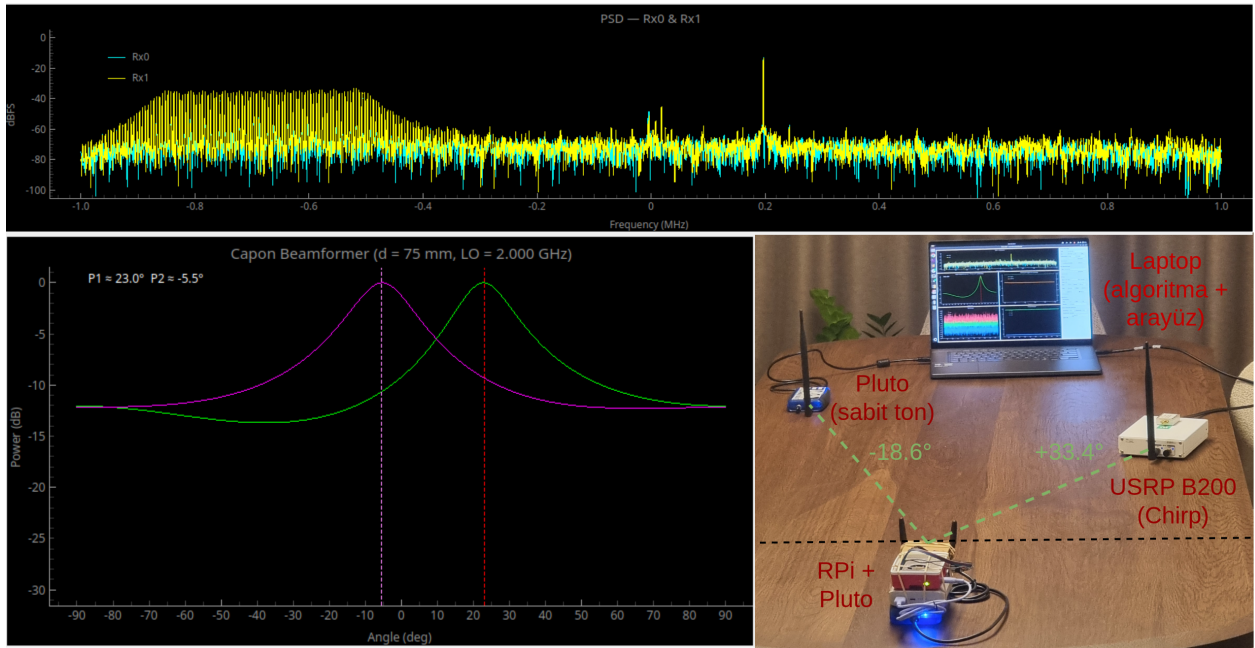 PSD — Rx0 & Rx1
0
-20
-40
-60
-80
-100
dBFS
Rx0
Rx1
-1.0 -0.8 -0.6 -0.4 -0.2 0 0.2 0.4 0.6 0.8 1.0
Frequency (MHz)
Capon Beamformer (d = 75 mm, LO = 2.000 GHz)
P1 ≈ 23.0° P2 ≈ -5.5°
0
-5
-10
-15
-20
-25
-30
Power (dB)
-90 -80 -70 -60 -50 -40 -30 -20 -10 0 10 20 30 40 50 60 70 80 90
Angle (deg)
Laptop
(algoritma +
arayüz)
Pluto
(sabit ton)
-18.6°
+33.4°
USRP B200
(Chirp)
RPi +
Pluto